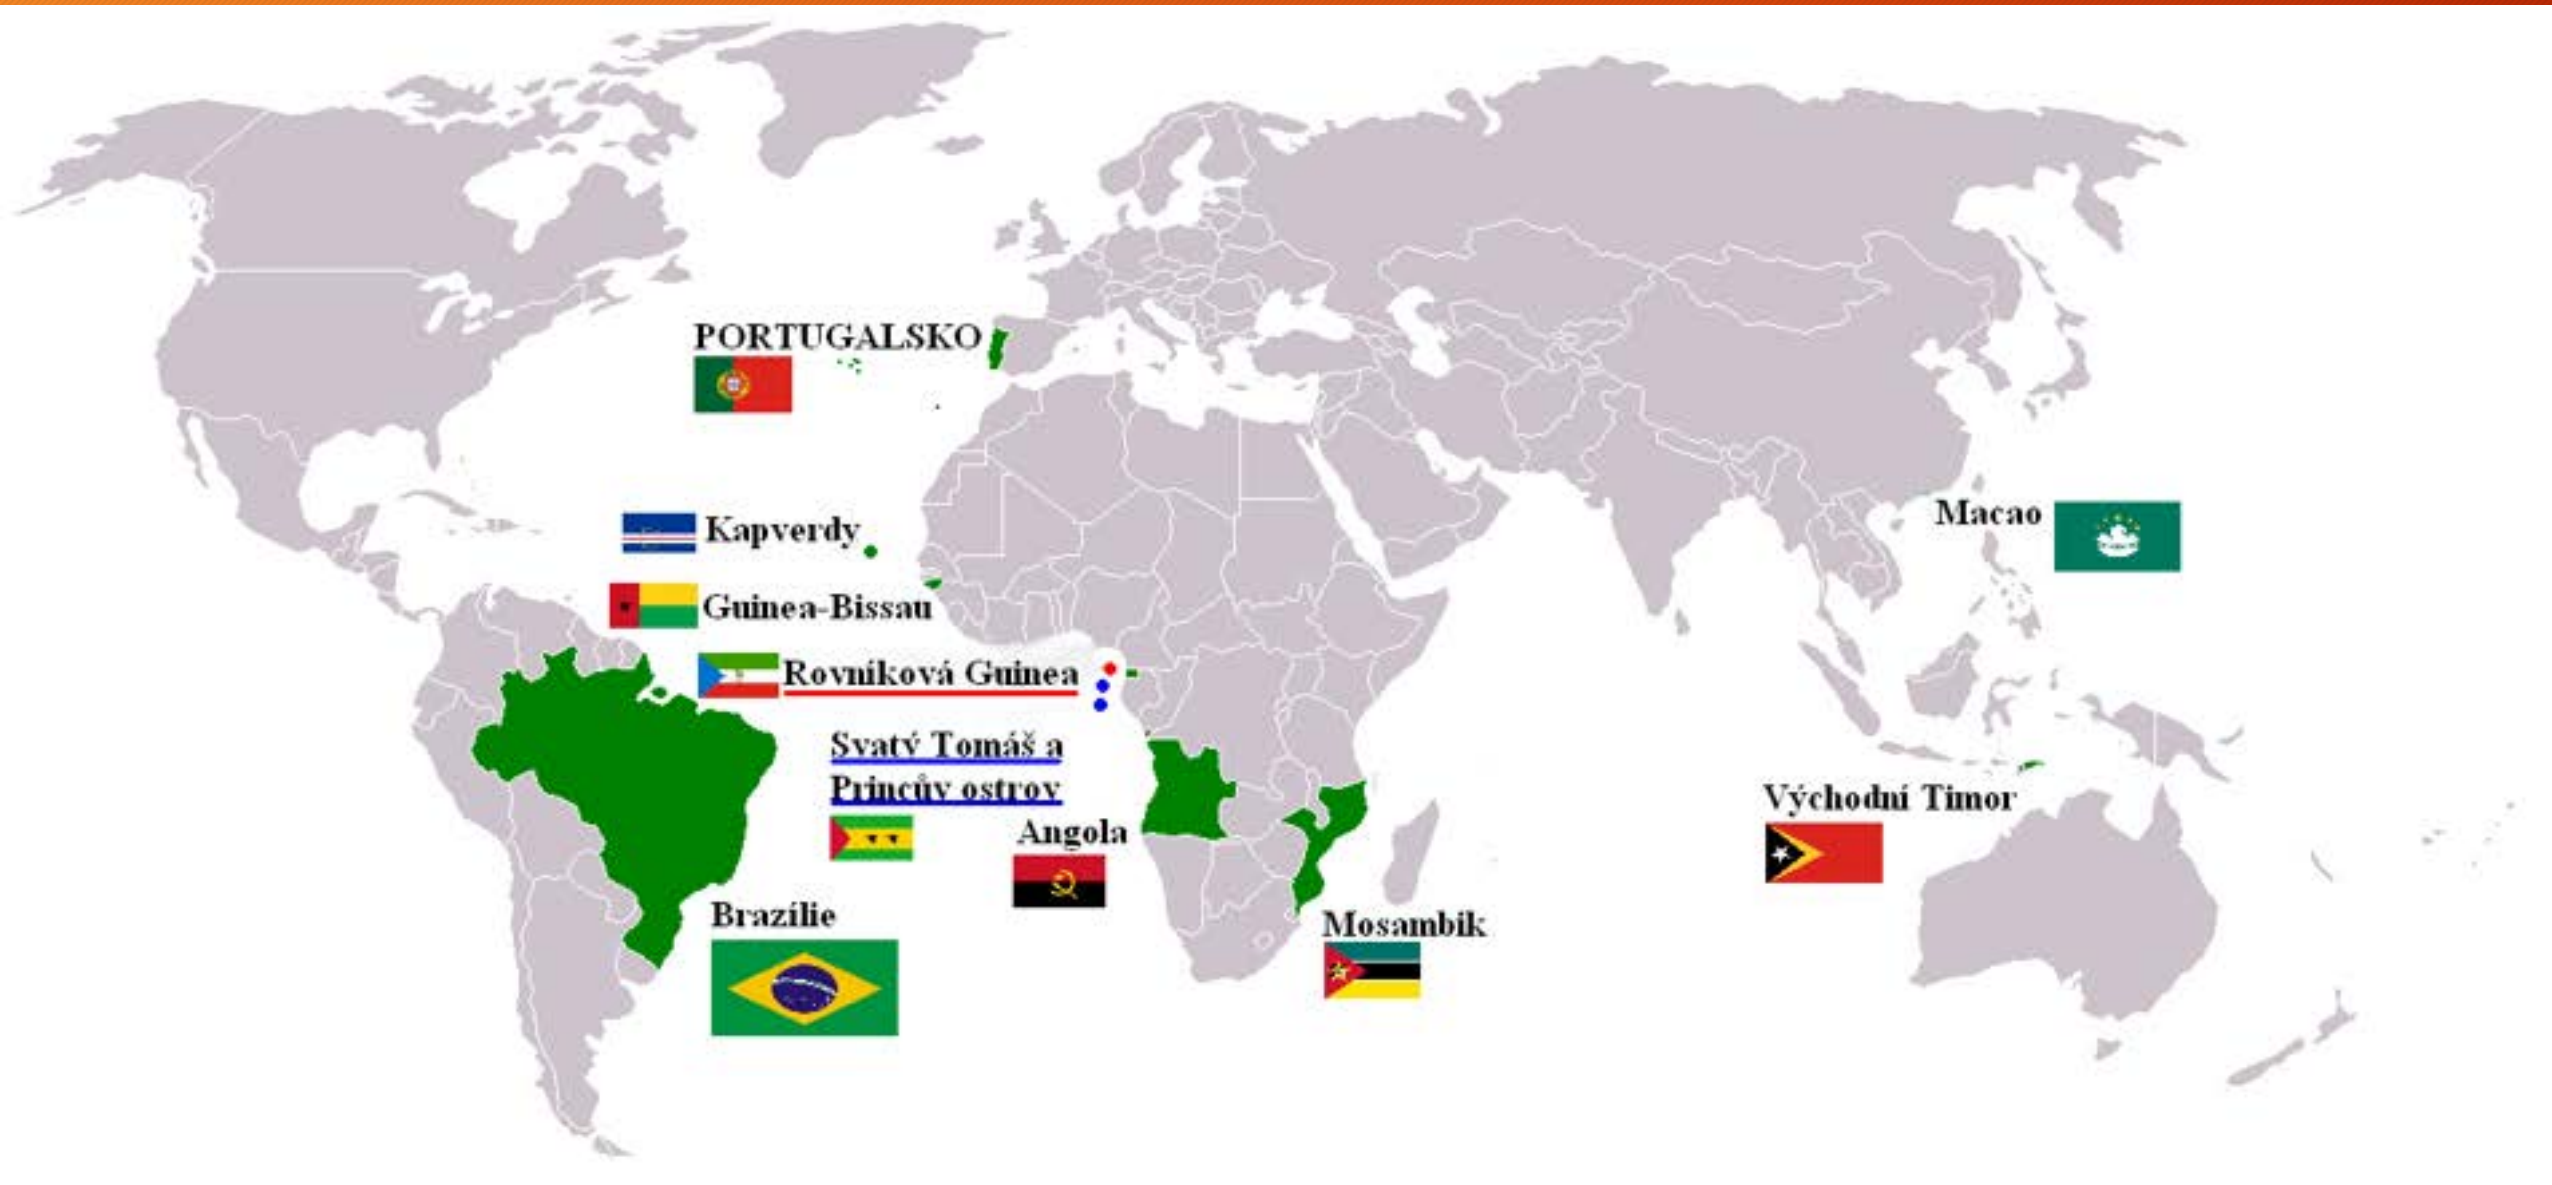 PORTUGALSKO
Kapverdy
Macao
Guinea-Bissau
Rovníková Guinea
Svatý Tomáš a
Princův ostrov
Východní Timor
Angola
Brazílie
Mosambik